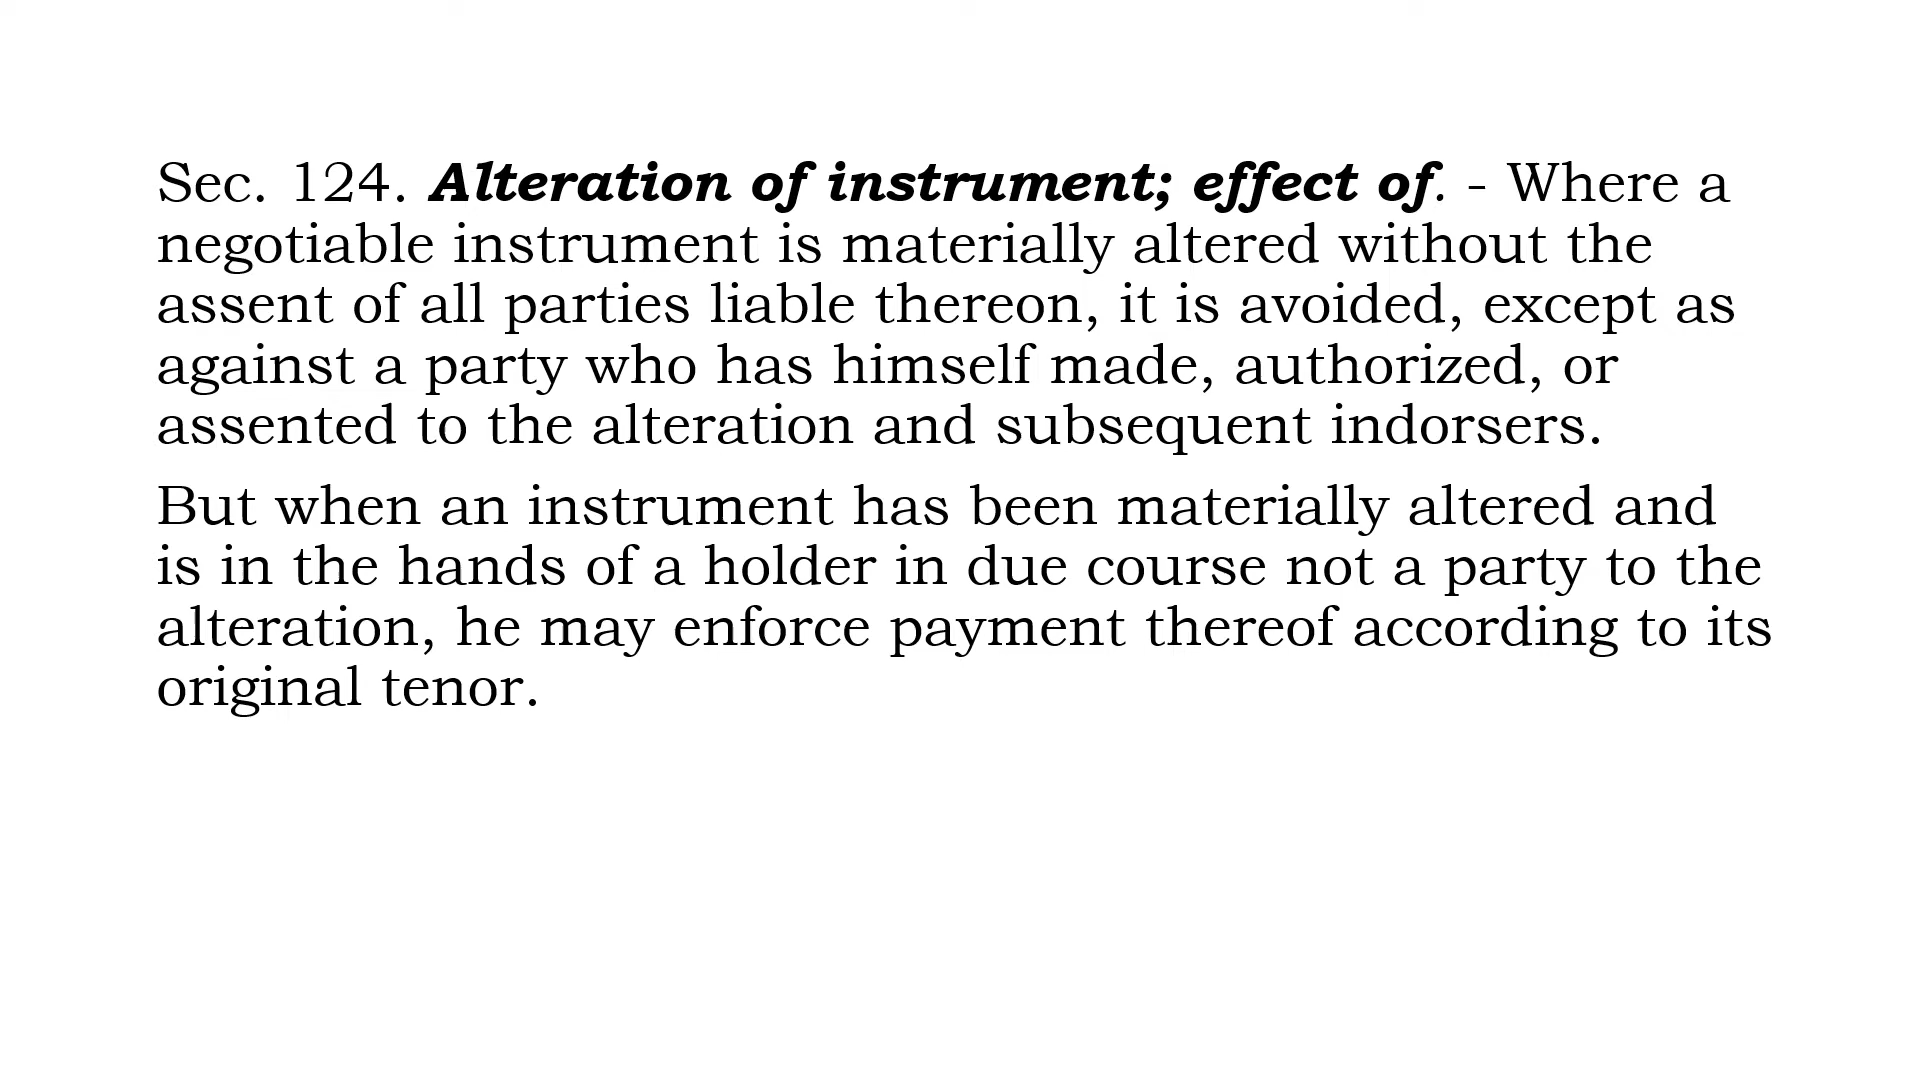 Sec. 124. Alteration of instrument; effect of. - Where a
negotiable instrument is materially altered without the
assent of all parties liable thereon, it is avoided, except as
against a party who has himself made, authorized, or
assented to the alteration and subsequent indorsers.
But when an instrument has been materially altered and
is in the hands of a holder in due course not a party to the
alteration, he may enforce payment thereof according to its
original tenor.